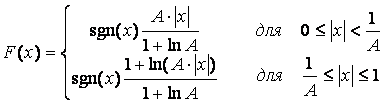 F(x) = { sgn(x) A·|x| / (1 + ln A) для 0 ≤ |x| < 1/A
sgn(x) (1 + ln(A·|x|)) / (1 + ln A) для 1/A ≤ |x| ≤ 1